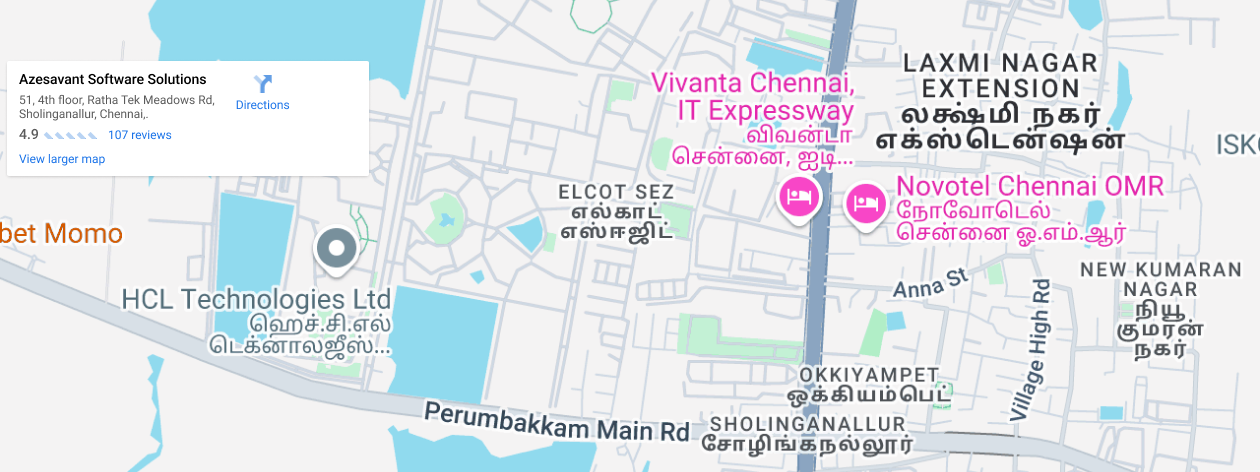 Azesavant Software Solutions
51, 4th floor, Ratha Tek Meadows Rd,
Sholinganallur, Chennai,.
Directions
4.9
107 reviews
View larger map
bet Momo
HCL Technologies Ltd
ஹெச்.சி.எல்
டெக்னாலஜீஸ்...
ELCOT SEZ
எல்காட்
எஸ்ஈஜிட்
Vivanta Chennai,
IT Expressway
விவன்டா
சென்னை, ஐடி...
LAXMI NAGAR
EXTENSION
லக்ஷ்மி நகர்
எக்ஸ்டென்ஷன்
ISKC
Novotel Chennai OMR
நோவோடெல்
சென்னை ஓ.எம்.ஆர்
Anna St
Village High Rd
NEW KUMARAN
NAGAR
நியூ
குமரன்
நகர்
OKKIYAMPET
ஒக்கியம்பெட்
Perumbakkam Main Rd
SHOLINGANALLUR
சோழிங்கநல்லூர்